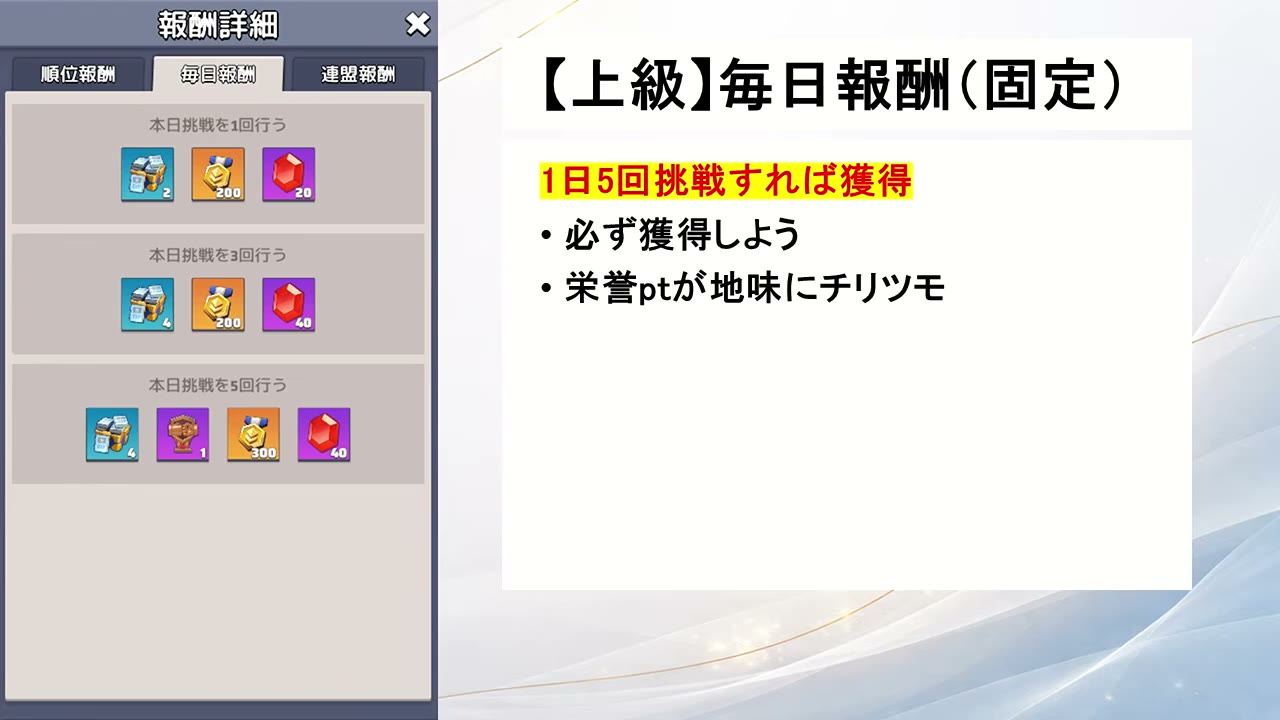 報酬詳細
順位報酬
毎日報酬
連盟報酬
本日挑戦を1回行う
2
200
20
本日挑戦を3回行う
4
200
40
本日挑戦を5回行う
4
1
300
40
【上級】毎日報酬(固定)
1日5回挑戦すれば獲得
• 必ず獲得しよう
• 栄誉ptが地味にチリツモ